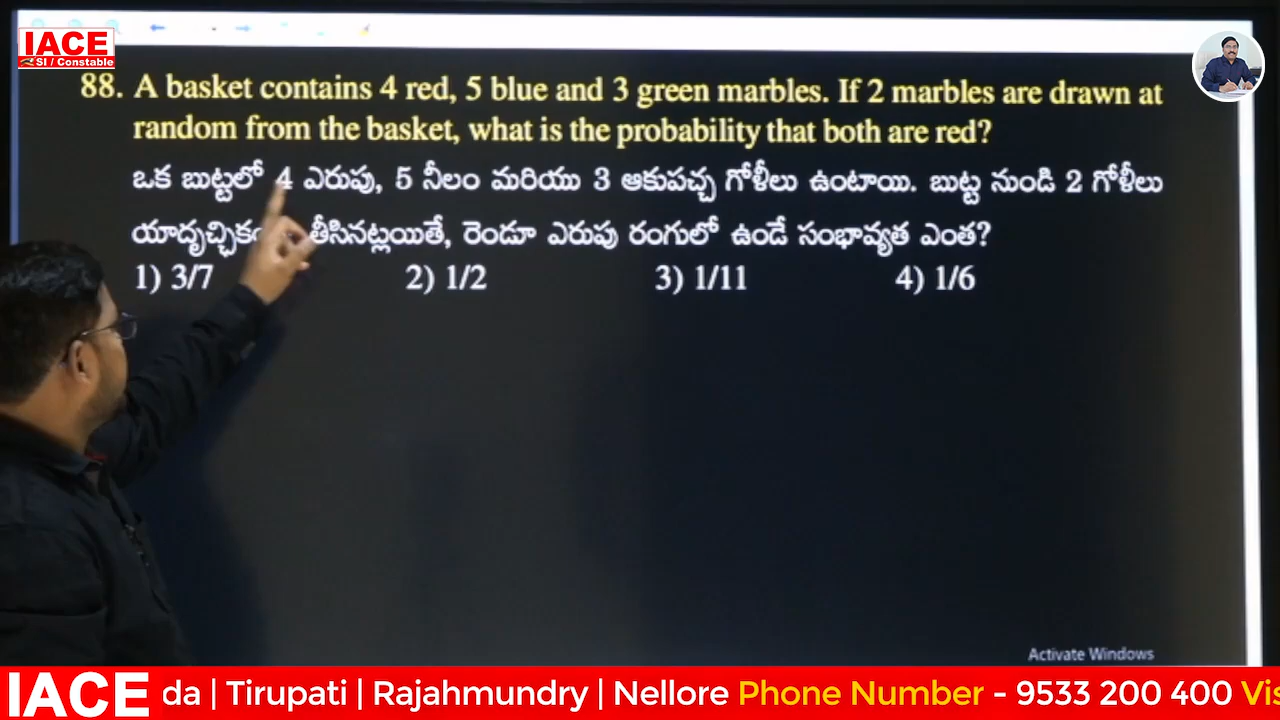 IACE
SI / Constable
88. A basket contains 4 red, 5 blue and 3 green marbles. If 2 marbles are drawn at
random from the basket, what is the probability that both are red?
ఒక బుట్టలో 4 ఎరుపు, 5 నీలం మరియు 3 ఆకుపచ్చ గోళీలు ఉంటాయి. బుట్ట నుండి 2 గోళీలు
తీసినట్లయితే, రెండూ ఎరుపు రంగులో ఉండే సంభావ్యత ఎంత?
1) 3/7 2) 1/2 3) 1/11 4) 1/6
Activate Windows
IACE da | Tirupati | Rajahmundry | Nellore Phone Number - 9533 200 400 Vis